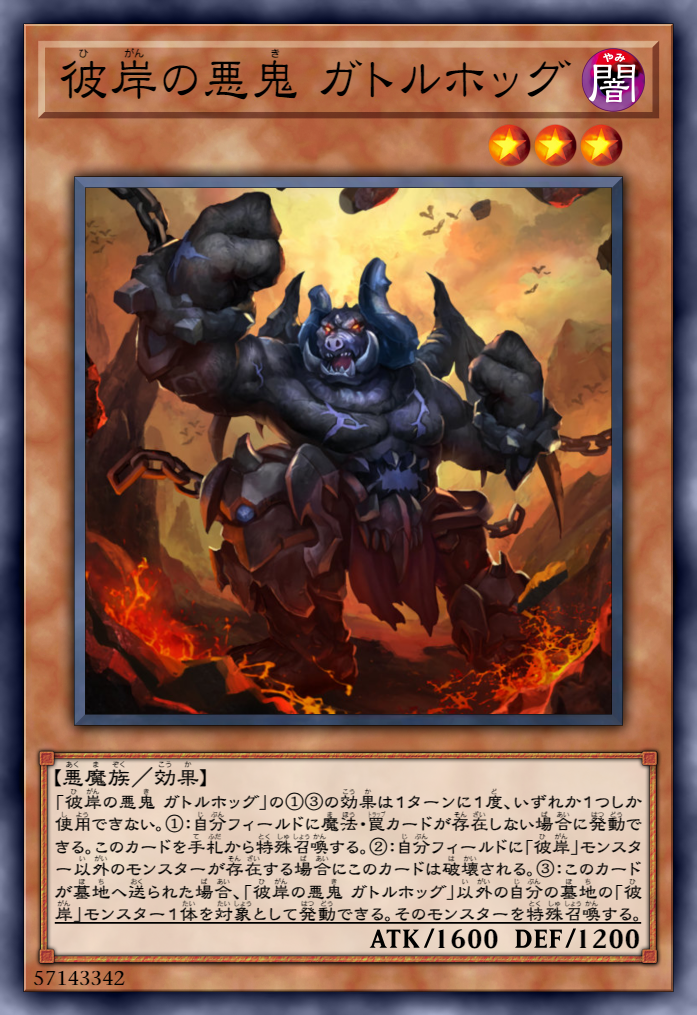 彼岸の悪鬼 ガトルホッグ 闇
【悪魔族／効果】
「彼岸の悪鬼 ガトルホッグ」の①③の効果は１ターンに１度、いずれか１つしか
使用できない。①：自分フィールドに魔法・罠カードが存在しない場合に発動で
きる。このカードを手札から特殊召喚する。②：自分フィールドに「彼岸」モンスタ
ー以外のモンスターが存在する場合にこのカードは破壊される。③：このカード
が墓地へ送られた場合、「彼岸の悪鬼 ガトルホッグ」以外の自分の墓地の「彼
岸」モンスター１体を対象として発動できる。そのモンスターを特殊召喚する。
ATK/1600 DEF/1200
57143342